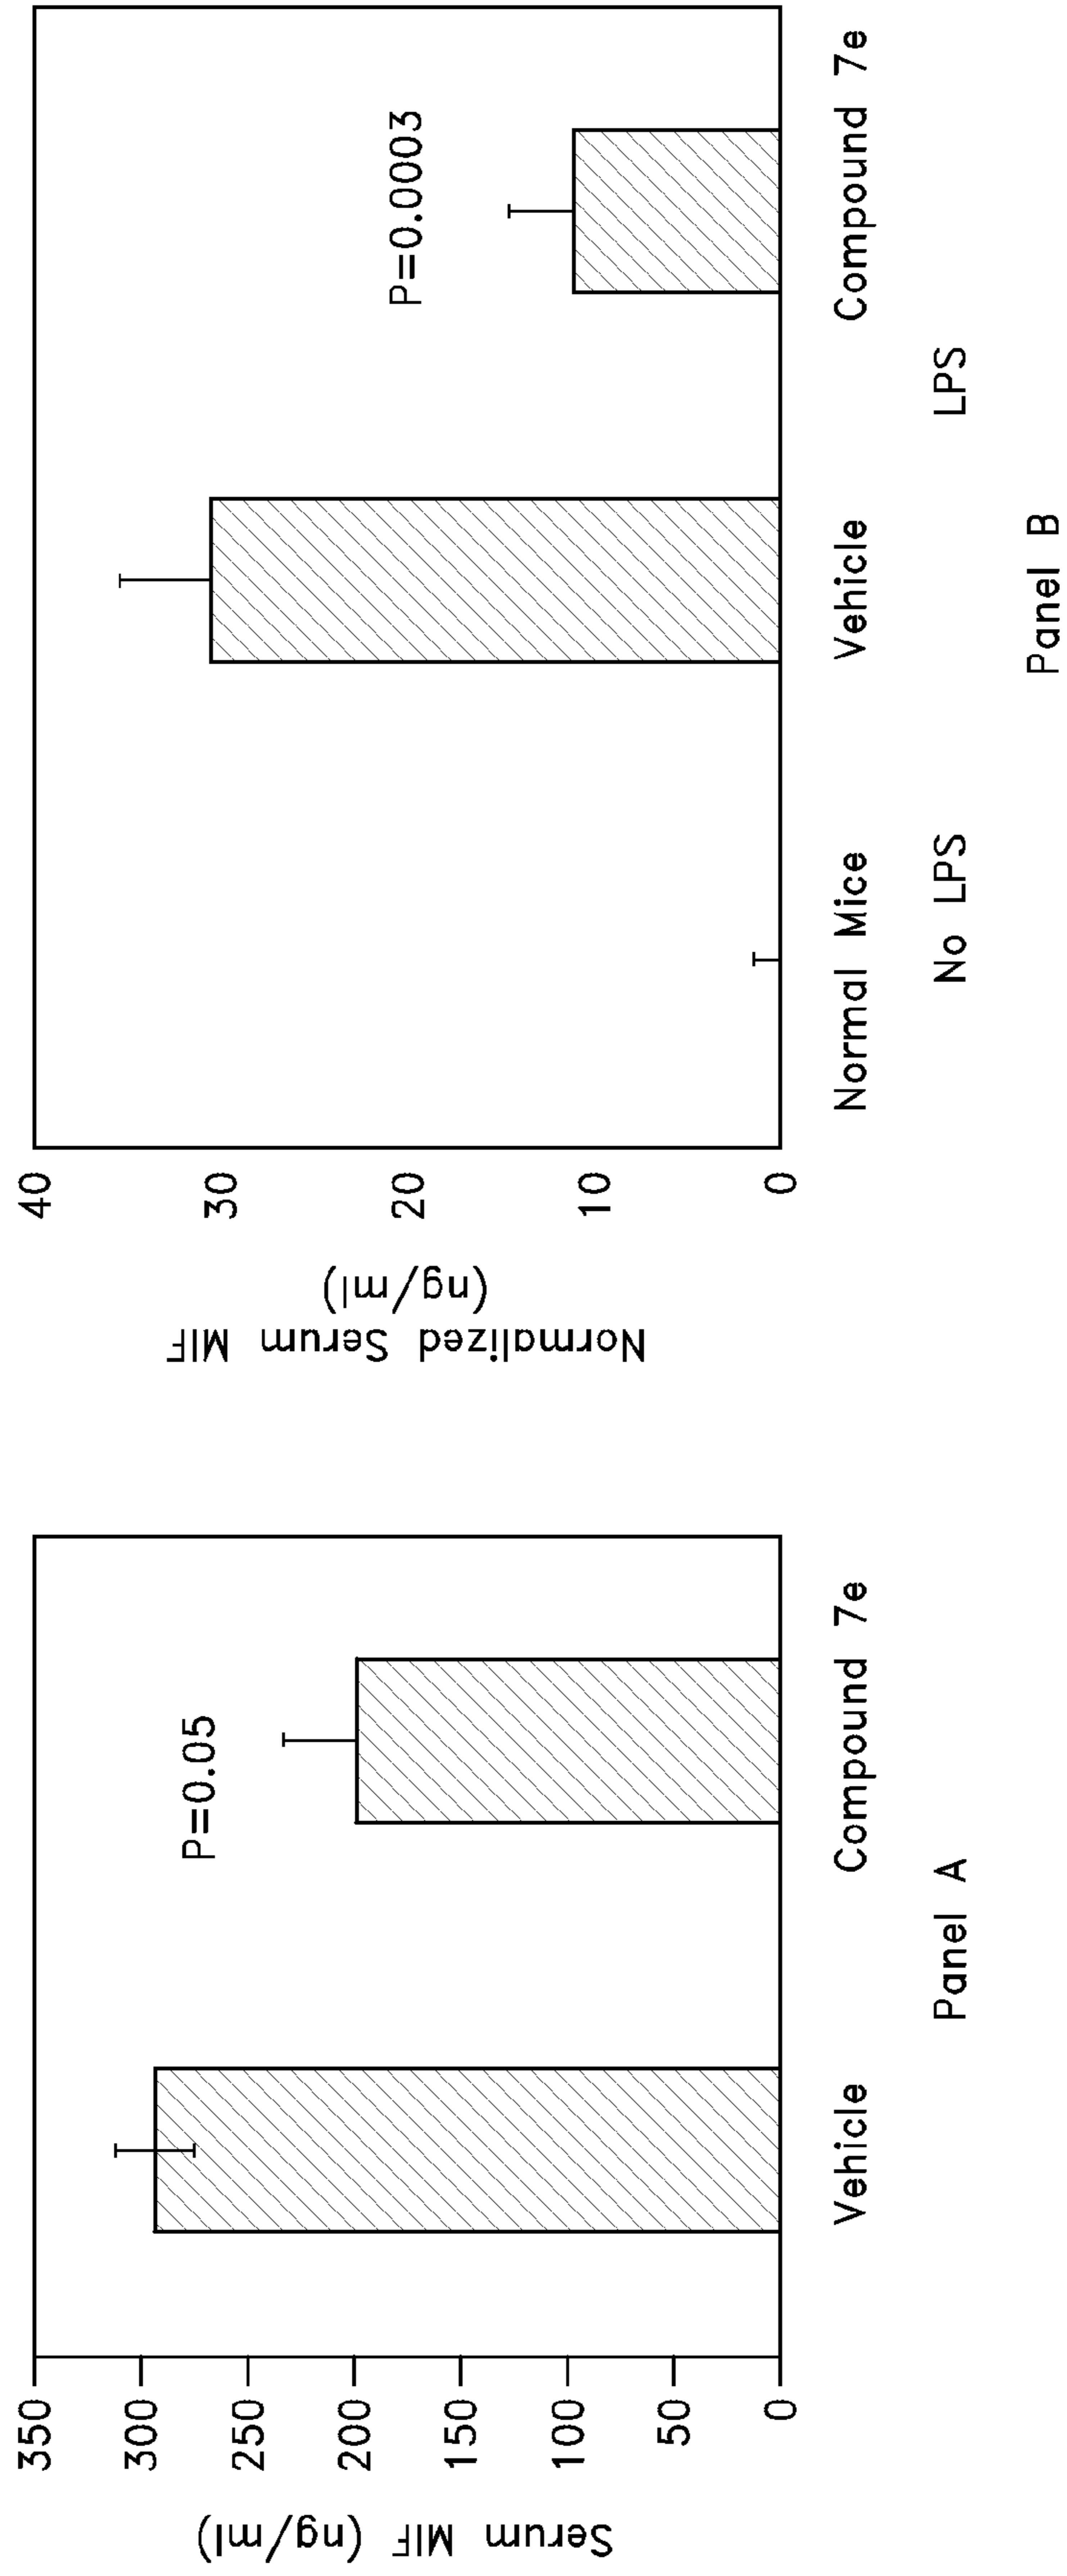 Serum MIF (ng/ml)
350
300
250
200
150
100
50
0
P=0.05
Vehicle Compound 7e
Panel A
Normalized Serum MIF
(ng/ml)
40
30
20
10
0
P=0.0003
Normal Mice Vehicle Compound 7e
No LPS LPS
Panel B